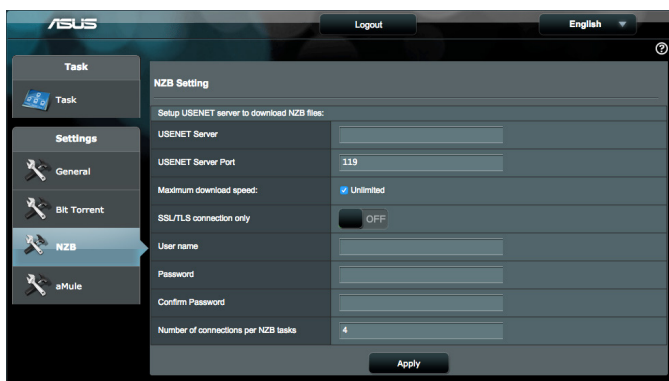 ASUS
Logout
English
?
Task
Task
Settings
General
Bit Torrent
NZB
aMule
NZB Setting
Setup USENET server to download NZB files:
USENET Server
USENET Server Port 119
Maximum download speed: Unlimited
SSL/TLS connection only OFF
User name
Password
Confirm Password
Number of connections per NZB tasks 4
Apply